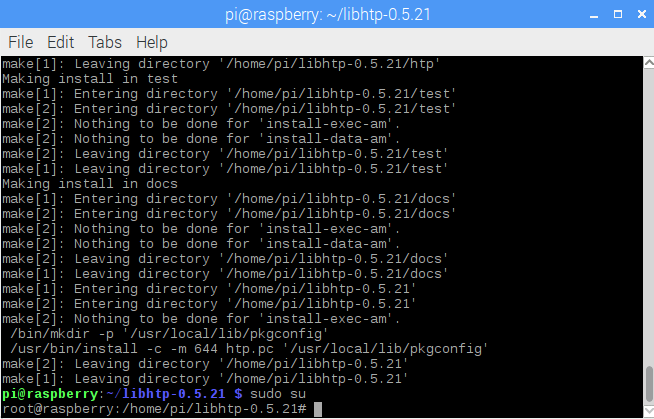 pi@raspberry: ~/libhtp-0.5.21
File Edit Tabs Help
make[1]: Leaving directory '/home/pi/libhtp-0.5.21/htp'
Making install in test
make[1]: Entering directory '/home/pi/libhtp-0.5.21/test'
make[2]: Entering directory '/home/pi/libhtp-0.5.21/test'
make[2]: Nothing to be done for 'install-exec-am'.
make[2]: Nothing to be done for 'install-data-am'.
make[2]: Leaving directory '/home/pi/libhtp-0.5.21/test'
make[1]: Leaving directory '/home/pi/libhtp-0.5.21/test'
Making install in docs
make[1]: Entering directory '/home/pi/libhtp-0.5.21/docs'
make[2]: Entering directory '/home/pi/libhtp-0.5.21/docs'
make[2]: Nothing to be done for 'install-exec-am'.
make[2]: Nothing to be done for 'install-data-am'.
make[2]: Leaving directory '/home/pi/libhtp-0.5.21/docs'
make[1]: Leaving directory '/home/pi/libhtp-0.5.21/docs'
make[1]: Entering directory '/home/pi/libhtp-0.5.21'
make[2]: Entering directory '/home/pi/libhtp-0.5.21'
make[2]: Nothing to be done for 'install-exec-am'.
 /bin/mkdir -p '/usr/local/lib/pkgconfig'
 /usr/bin/install -c -m 644 htp.pc '/usr/local/lib/pkgconfig'
make[2]: Leaving directory '/home/pi/libhtp-0.5.21'
make[1]: Leaving directory '/home/pi/libhtp-0.5.21'
pi@raspberry:~/libhtp-0.5.21 $ sudo su
root@raspberry:/home/pi/libhtp-0.5.21#